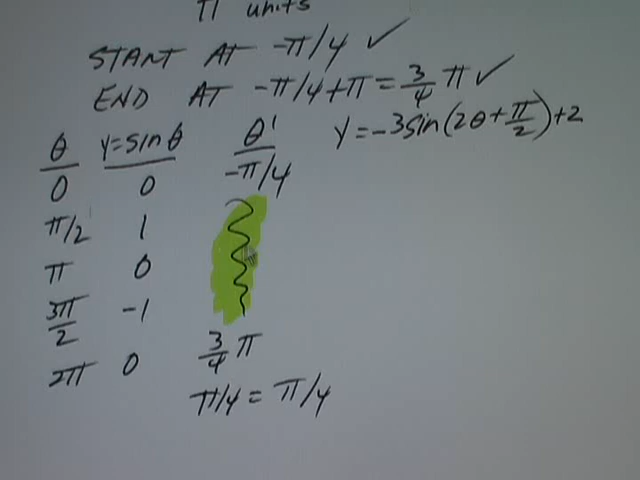 π units
START AT -π/4 ✓
END AT -π/4+π = 3/4 π ✓
y = -3sin(2θ+π/2)+2
θ y=sinθ θ'
0 0 -π/4
π/2 1
π 0
3π/2 -1
2π 0 3/4 π
π/4 = π/4